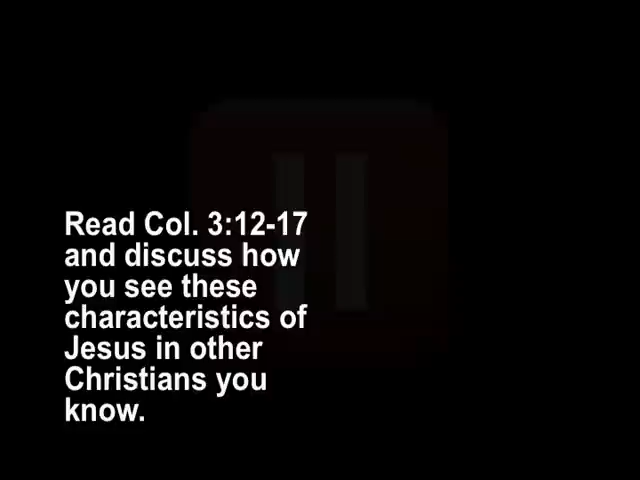 Read Col. 3:12-17
and discuss how
you see these
characteristics of
Jesus in other
Christians you
know.